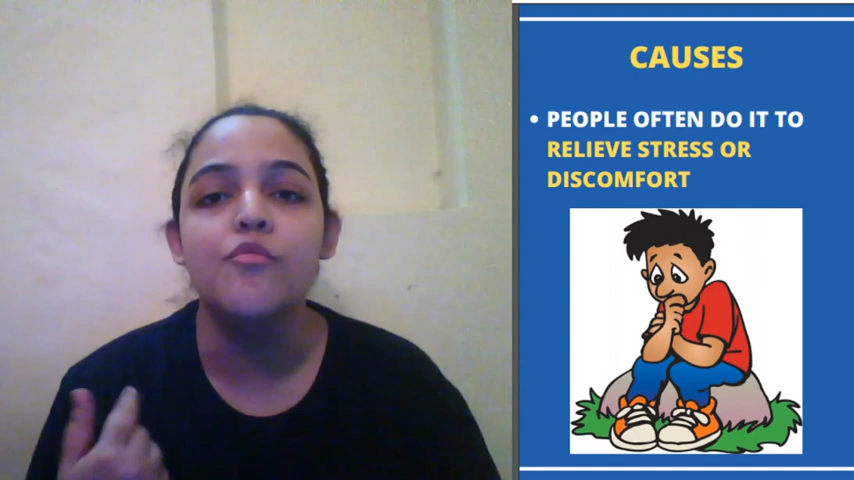 CAUSES
• PEOPLE OFTEN DO IT TO
RELIEVE STRESS OR
DISCOMFORT